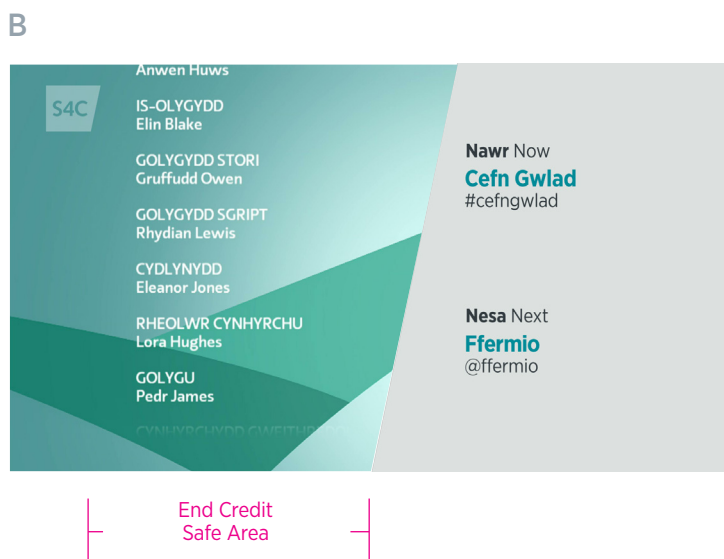 B
S4C
Anwen Huws
IS-OLYGYDD
Elin Blake
GOLYGYDD STORI
Gruffudd Owen
GOLYGYDD SGRIPT
Rhydian Lewis
CYDLYNYDD
Eleanor Jones
RHEOLWR CYNHYRCHU
Lora Hughes
GOLYGU
Pedr James
Nawr Now
Cefn Gwlad
#cefngwlad
Nesa Next
Ffermio
@ffermio
End Credit
Safe Area